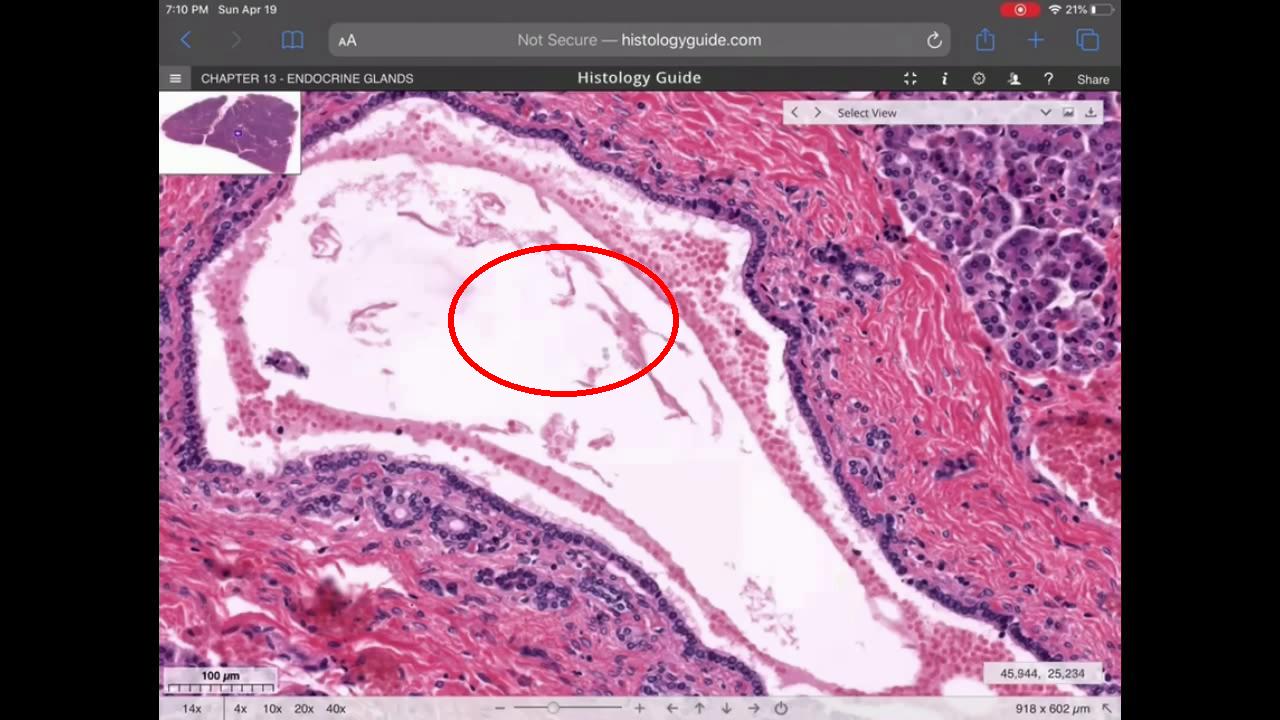 7:10 PM Sun Apr 19
21%
AA
Not Secure — histologyguide.com
CHAPTER 13 - ENDOCRINE GLANDS
Histology Guide
i
?
Share
Select View
100 µm
45,944, 25,234
14x 4x 10x 20x 40x
918 x 602 µm